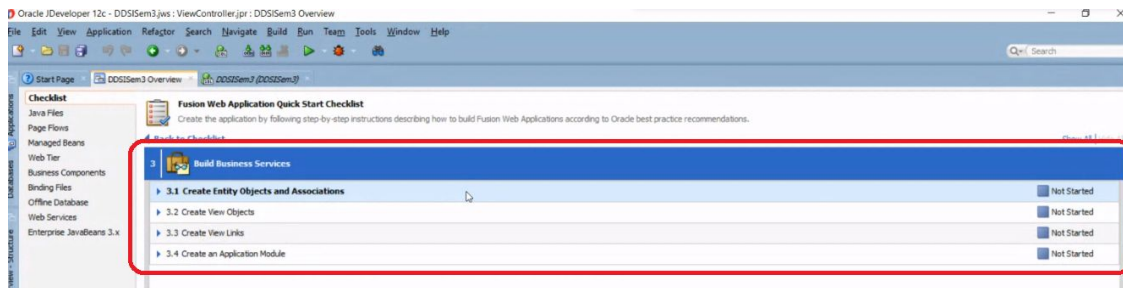 Oracle JDeveloper 12c - DDSISem3.jws : ViewController.jpr : DDSISem3 Overview
File Edit View Application Refactor Search Navigate Build Run Team Tools Window Help
Search
Start Page
DDSISem3 Overview
DDSISem3 (DDSISem3)
Applications
Databases
Structure
Checklist
Java Files
Page Flows
Managed Beans
Web Tier
Business Components
Binding Files
Offline Database
Web Services
Enterprise JavaBeans 3.x
Fusion Web Application Quick Start Checklist
Create the application by following step-by-step instructions describing how to build Fusion Web Applications according to Oracle best practice recommendations.
Back to Checklist
Show All
3 Build Business Services
3.1 Create Entity Objects and Associations Not Started
3.2 Create View Objects Not Started
3.3 Create View Links Not Started
3.4 Create an Application Module Not Started